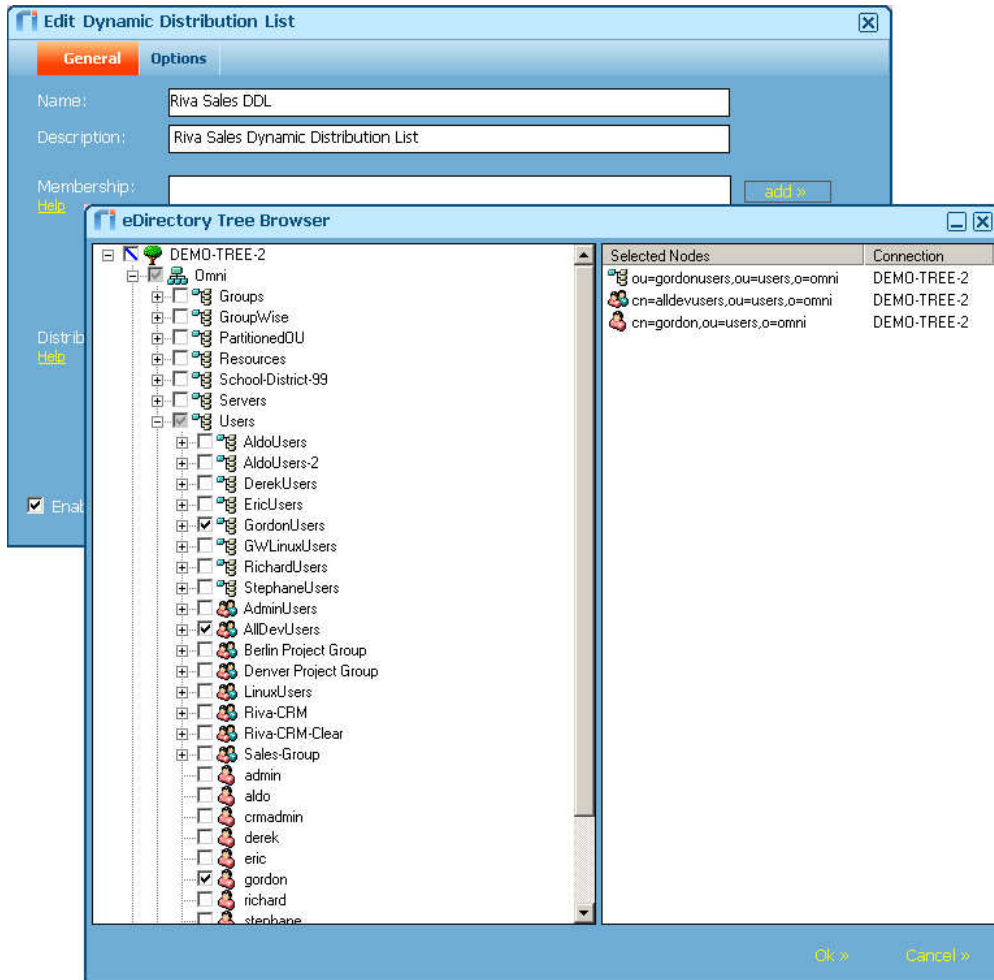 Edit Dynamic Distribution List
General Options
Name: Riva Sales DDL
Description: Riva Sales Dynamic Distribution List
Membership: add »
Help
eDirectory Tree Browser
DEMO-TREE-2
Omni
Groups
GroupWise
PartitionedOU
Resources
School-District-99
Servers
Users
AldoUsers
AldoUsers-2
DerekUsers
EricUsers
GordonUsers
GWLinuxUsers
RichardUsers
StephaneUsers
AdminUsers
AllDevUsers
Berlin Project Group
Denver Project Group
LinuxUsers
Riva-CRM
Riva-CRM-Clear
Sales-Group
admin
aldo
crmadmin
derek
eric
gordon
richard
stephane
Selected Nodes Connection
ou=gordonusers,ou=users,o=omni DEMO-TREE-2
cn=alldevusers,ou=users,o=omni DEMO-TREE-2
cn=gordon,ou=users,o=omni DEMO-TREE-2
Distrib
Help
Enab
Ok » Cancel »